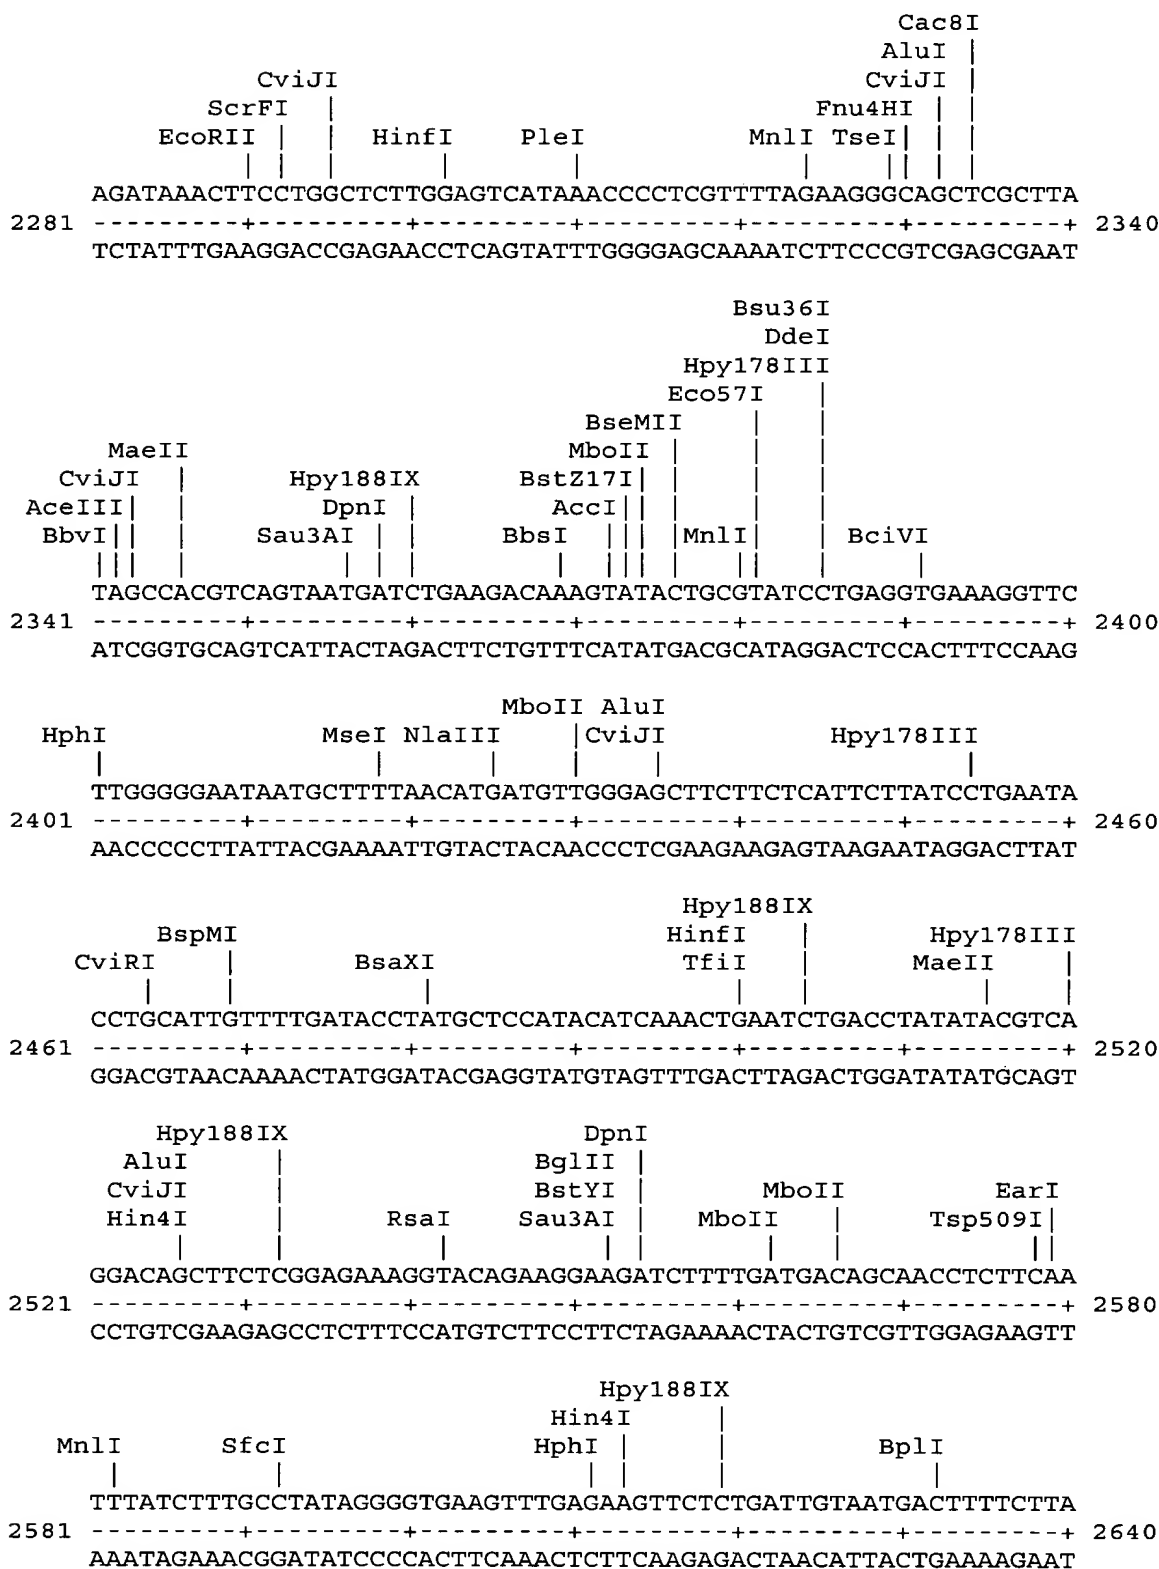 Cac8I
AluI
CviJI CviJI
ScrFI Fnu4HI
EcoRII HinfI PleI MnlI TseI
AGATAAACTTCCTGGCTCTTGGAGTCATAAACCCCTCGTTTTAGAAGGGCAGCTCGCTTA
2281 ---------+---------+---------+---------+---------+---------+ 2340
TCTATTTGAAGGACCGAGAACCTCAGTATTTGGGGAGCAAAATCTTCCCGTCGAGCGAAT
Bsu36I
DdeI
Hpy178III
Eco57I
BseMII
MaeII MboII
CviJI Hpy188IX BstZ17I
AceIII DpnI AccI
BbvI Sau3AI BbsI MnlI BciVI
TAGCCACGTCAGTAATGATCTGAAGACAAAGTATACTGCGTATCCTGAGGTGAAAGGTTC
2341 ---------+---------+---------+---------+---------+---------+ 2400
ATCGGTGCAGTCATTACTAGACTTCTGTTTCATATGACGCATAGGACTCCACTTTCCAAG
MboII AluI
HphI MseI NlaIII CviJI Hpy178III
TTGGGGGAATAATGCTTTTAACATGATGTTGGGAGCTTCTTCTCATTCTTATCCTGAATA
2401 ---------+---------+---------+---------+---------+---------+ 2460
AACCCCCTTATTACGAAAATTGTACTACAACCCTCGAAGAAGAGTAAGAATAGGACTTAT
Hpy188IX
BspMI HinfI Hpy178III
CviRI BsaXI TfiI MaeII
CCTGCATTGTTTTGATACCTATGCTCCATACATCAAACTGAATCTGACCTATATACGTCA
2461 ---------+---------+---------+---------+---------+---------+ 2520
GGACGTAACAAAACTATGGATACGAGGTATGTAGTTTGACTTAGACTGGATATATGCAGT
Hpy188IX DpnI
AluI BglII
CviJI BstYI MboII EarI
Hin4I RsaI Sau3AI MboII Tsp509I
GGACAGCTTCTCGGAGAAAGGTACAGAAGGAAGATCTTTTGATGACAGCAACCTCTTCAA
2521 ---------+---------+---------+---------+---------+---------+ 2580
CCTGTCGAAGAGCCTCTTTCCATGTCTTCCTTCTAGAAAACTACTGTCGTTGGAGAAGTT
Hpy188IX
Hin4I
MnlI SfcI HphI BplI
TTTATCTTTGCCTATAGGGGTGAAGTTTGAGAAGTTCTCTGATTGTAATGACTTTTCTTA
2581 ---------+---------+---------+---------+---------+---------+ 2640
AAATAGAAACGGATATCCCCACTTCAAACTCTTCAAGAGACTAACATTACTGAAAAGAAT